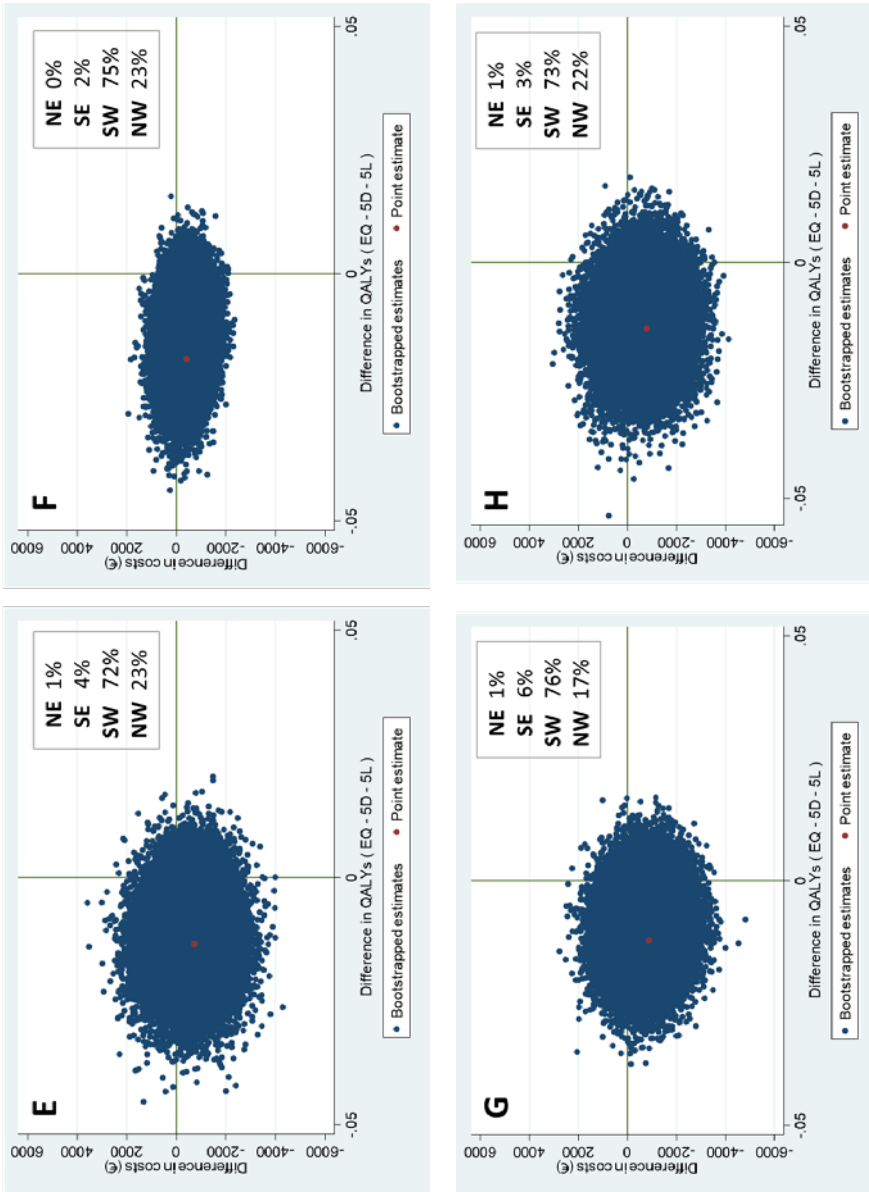 E
NE 1%
SE 4%
SW 72%
NW 23%
Difference in costs (€)
6000
4000
2000
0
-2000
-4000
-6000
-.05
0
.05
Difference in QALYs ( EQ - 5D - 5L )
Bootstrapped estimates
Point estimate
F
NE 0%
SE 2%
SW 75%
NW 23%
Difference in costs (€)
6000
4000
2000
0
-2000
-4000
-6000
-.05
0
.05
Difference in QALYs ( EQ - 5D - 5L )
Bootstrapped estimates
Point estimate
G
NE 1%
SE 6%
SW 76%
NW 17%
Difference in costs (€)
6000
4000
2000
0
-2000
-4000
-6000
-.05
0
.05
Difference in QALYs ( EQ - 5D - 5L )
Bootstrapped estimates
Point estimate
H
NE 1%
SE 3%
SW 73%
NW 22%
Difference in costs (€)
6000
4000
2000
0
-2000
-4000
-6000
-.05
0
.05
Difference in QALYs ( EQ - 5D - 5L )
Bootstrapped estimates
Point estimate